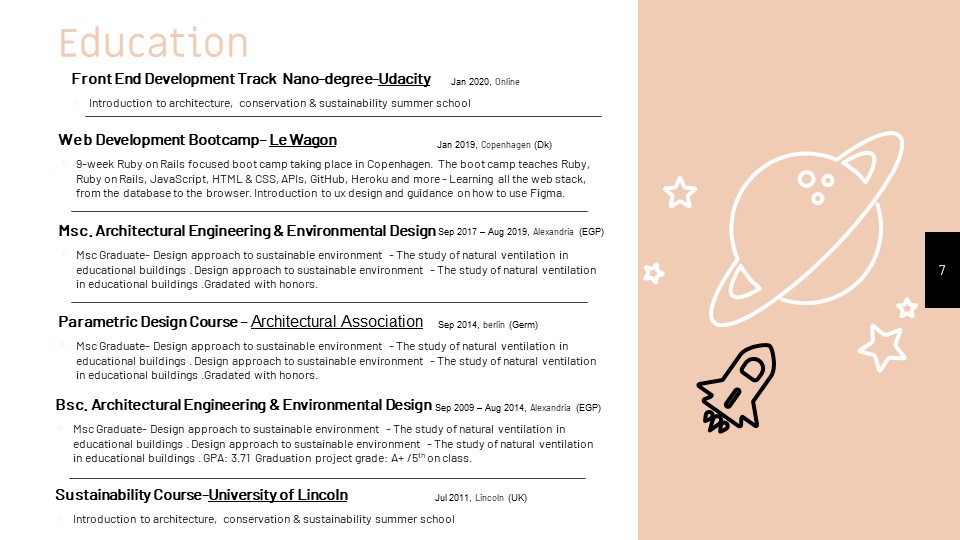 Education
Front End Development Track Nano-degree-Udacity Jan 2020, Online
Introduction to architecture, conservation & sustainability summer school
Web Development Bootcamp- Le Wagon Jan 2019, Copenhagen (Dk)
9-week Ruby on Rails focused boot camp taking place in Copenhagen. The boot camp teaches Ruby,
Ruby on Rails, JavaScript, HTML & CSS, APIs, GitHub, Heroku and more - Learning all the web stack,
from the database to the browser. Introduction to ux design and guidance on how to use Figma.
Msc. Architectural Engineering & Environmental Design Sep 2017 – Aug 2019, Alexandria (EGP)
Msc Graduate- Design approach to sustainable environment - The study of natural ventilation in
educational buildings . Design approach to sustainable environment - The study of natural ventilation
in educational buildings .Gradated with honors.
Parametric Design Course – Architectural Association Sep 2014, berlin (Germ)
Msc Graduate- Design approach to sustainable environment - The study of natural ventilation in
educational buildings . Design approach to sustainable environment - The study of natural ventilation
in educational buildings .Gradated with honors.
Bsc. Architectural Engineering & Environmental Design Sep 2009 – Aug 2014, Alexandria (EGP)
Msc Graduate- Design approach to sustainable environment - The study of natural ventilation in
educational buildings . Design approach to sustainable environment - The study of natural ventilation
in educational buildings . GPA: 3.71 Graduation project grade: A+ /5th on class.
Sustainability Course-University of Lincoln Jul 2011, Lincoln (UK)
Introduction to architecture, conservation & sustainability summer school
7